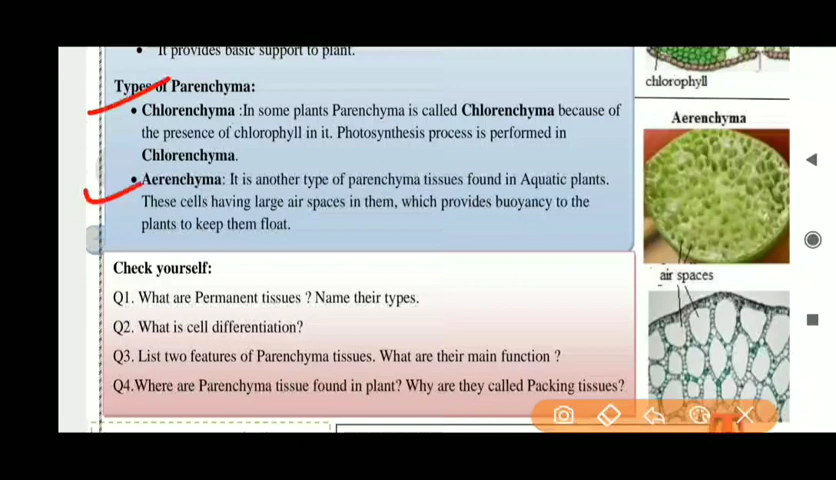 • It provides basic support to plant.
Types of Parenchyma:
• Chlorenchyma :In some plants Parenchyma is called Chlorenchyma because of
the presence of chlorophyll in it. Photosynthesis process is performed in
Chlorenchyma.
• Aerenchyma: It is another type of parenchyma tissues found in Aquatic plants.
These cells having large air spaces in them, which provides buoyancy to the
plants to keep them float.
Check yourself:
Q1. What are Permanent tissues ? Name their types.
Q2. What is cell differentiation?
Q3. List two features of Parenchyma tissues. What are their main function ?
Q4.Where are Parenchyma tissue found in plant? Why are they called Packing tissues?
chlorophyll
Aerenchyma
air spaces